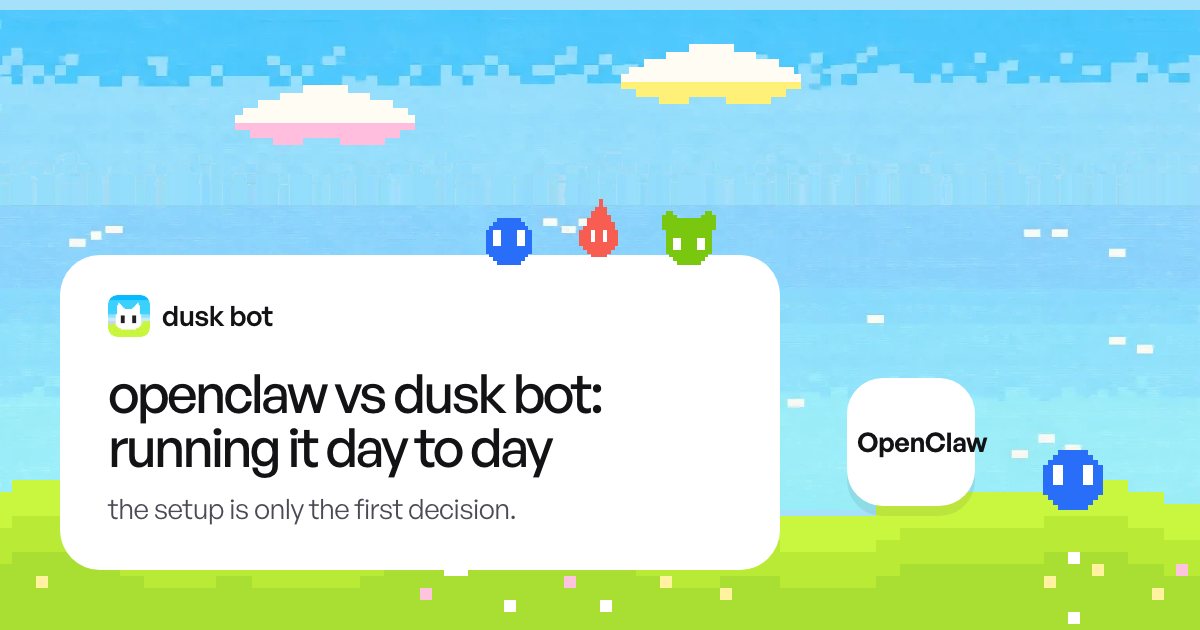 dusk bot
openclaw vs dusk bot:
running it day to day
the setup is only the first decision.
OpenClaw